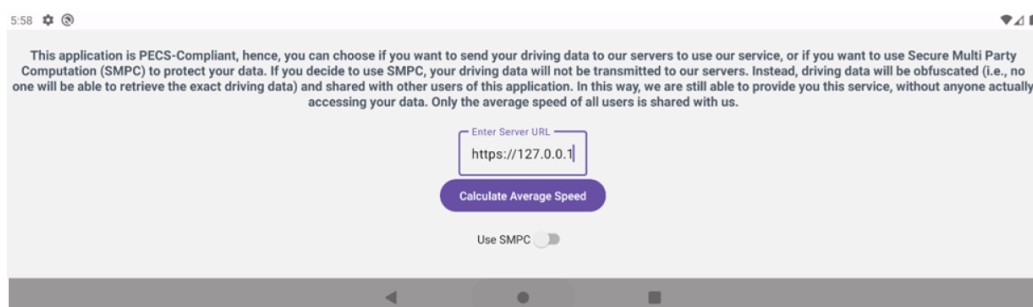 5:58
This application is PECS-Compliant, hence, you can choose if you want to send your driving data to our servers to use our service, or if you want to use Secure Multi Party
Computation (SMPC) to protect your data. If you decide to use SMPC, your driving data will not be transmitted to our servers. Instead, driving data will be obfuscated (i.e., no
one will be able to retrieve the exact driving data) and shared with other users of this application. In this way, we are still able to provide you this service, without anyone actually
accessing your data. Only the average speed of all users is shared with us.
Enter Server URL
https://127.0.0.1
Calculate Average Speed
Use SMPC